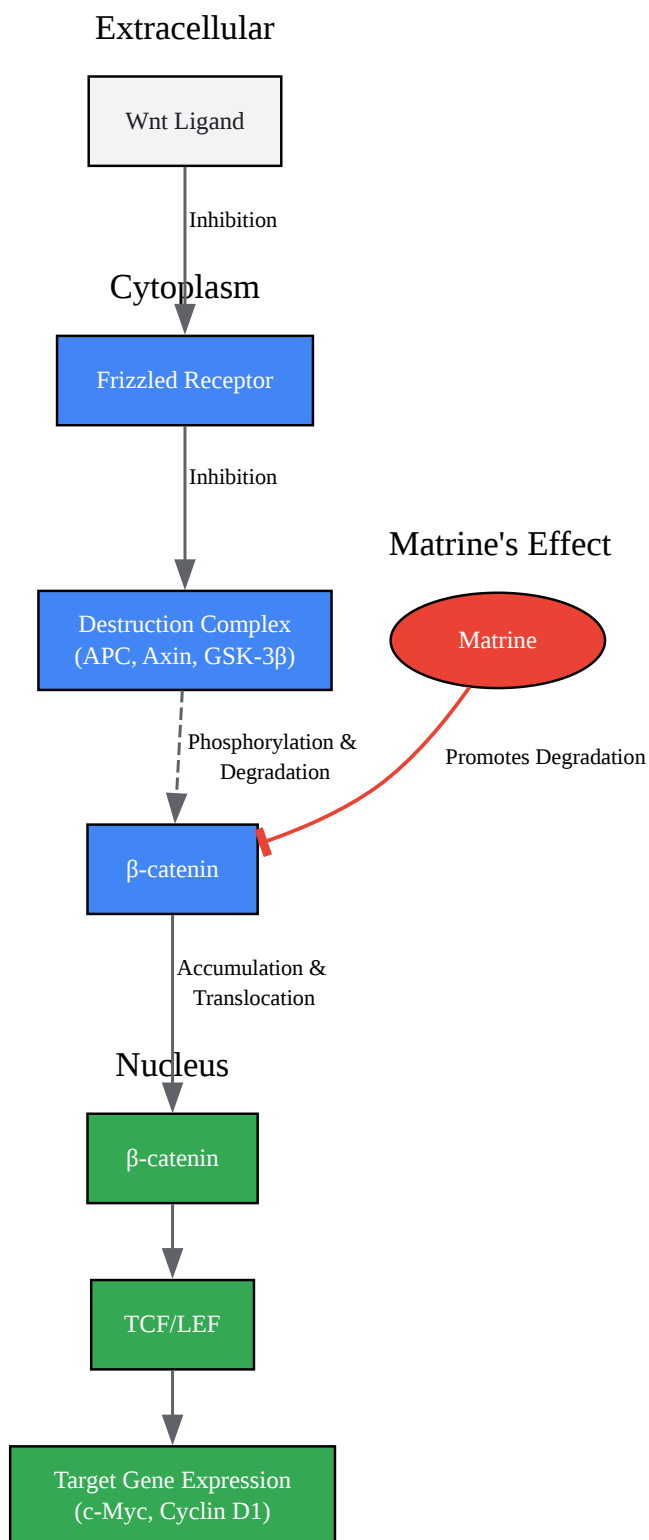 Extracellular
Wnt Ligand
Inhibition
Cytoplasm
Frizzled Receptor
Inhibition
Matrine's Effect
Destruction Complex
(APC, Axin, GSK-3β)
Matrine
Phosphorylation &
Degradation
Promotes Degradation
β-catenin
Accumulation &
Translocation
Nucleus
β-catenin
TCF/LEF
Target Gene Expression
(c-Myc, Cyclin D1)